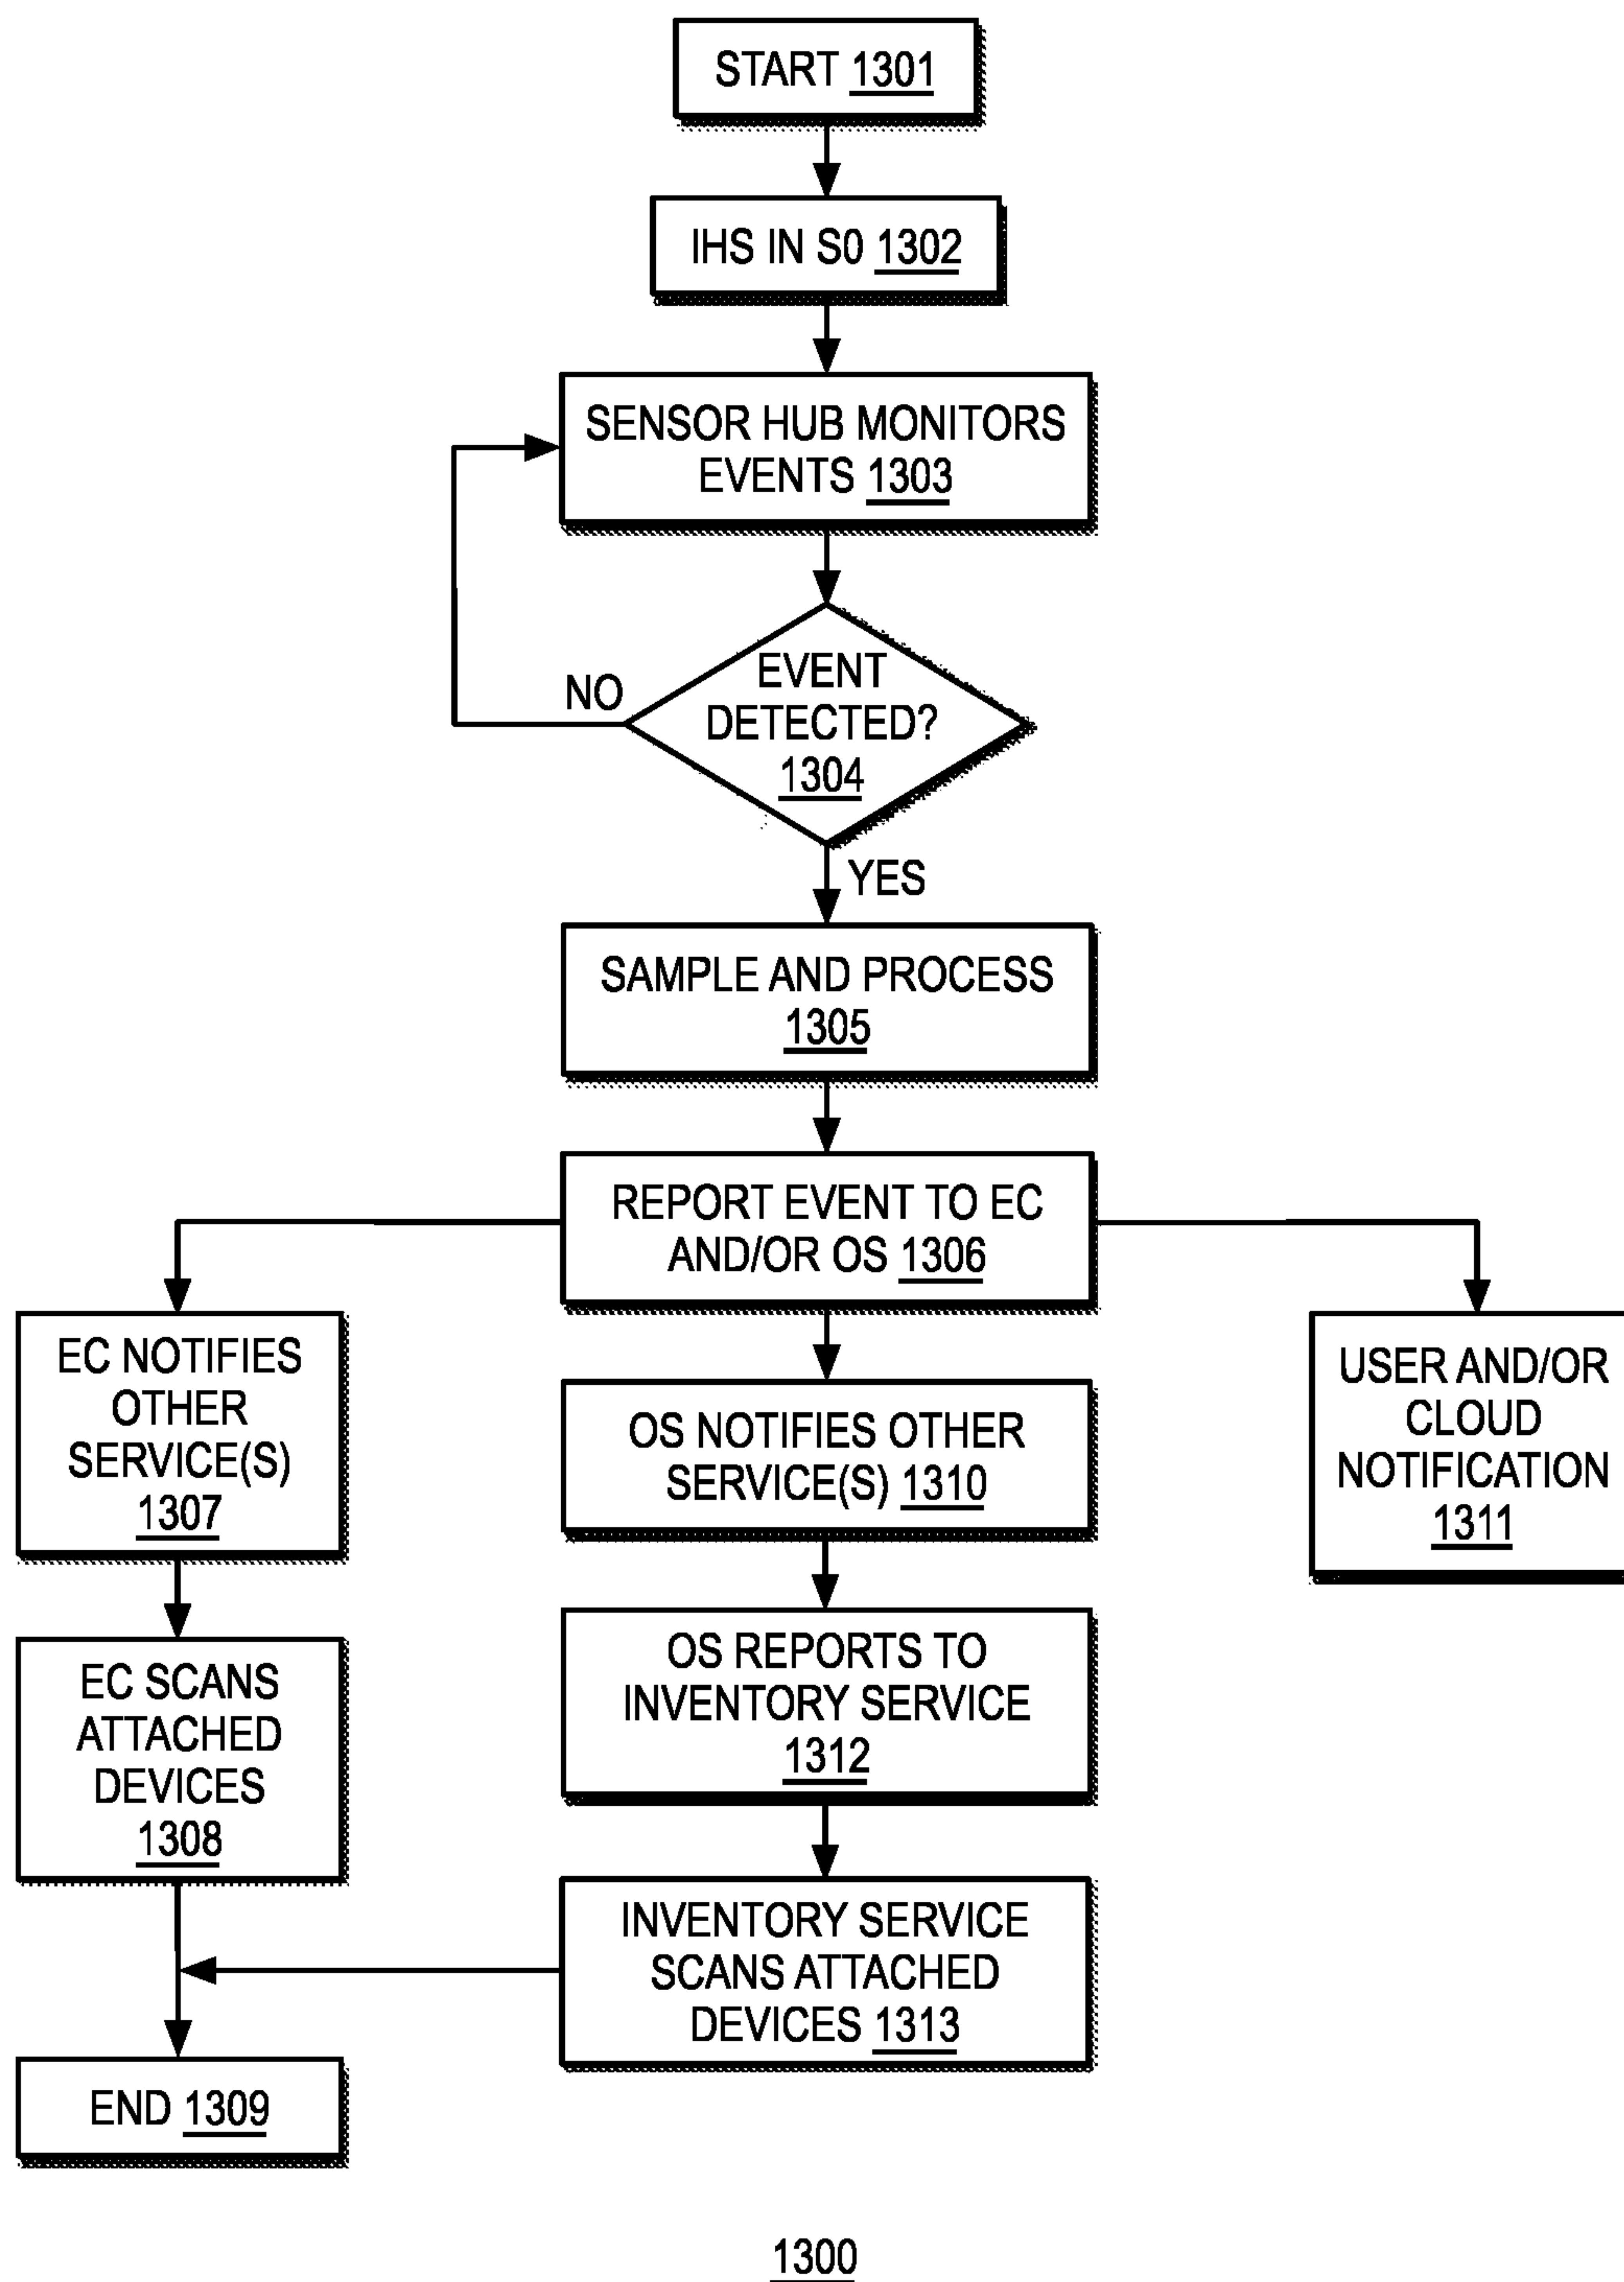 START 1301
IHS IN S0 1302
SENSOR HUB MONITORS
EVENTS 1303
EVENT
DETECTED?
1304
NO
YES
SAMPLE AND PROCESS
1305
REPORT EVENT TO EC
AND/OR OS 1306
EC NOTIFIES
OTHER
SERVICE(S)
1307
EC SCANS
ATTACHED
DEVICES
1308
END 1309
OS NOTIFIES OTHER
SERVICE(S) 1310
OS REPORTS TO
INVENTORY SERVICE
1312
INVENTORY SERVICE
SCANS ATTACHED
DEVICES 1313
USER AND/OR
CLOUD
NOTIFICATION
1311
1300